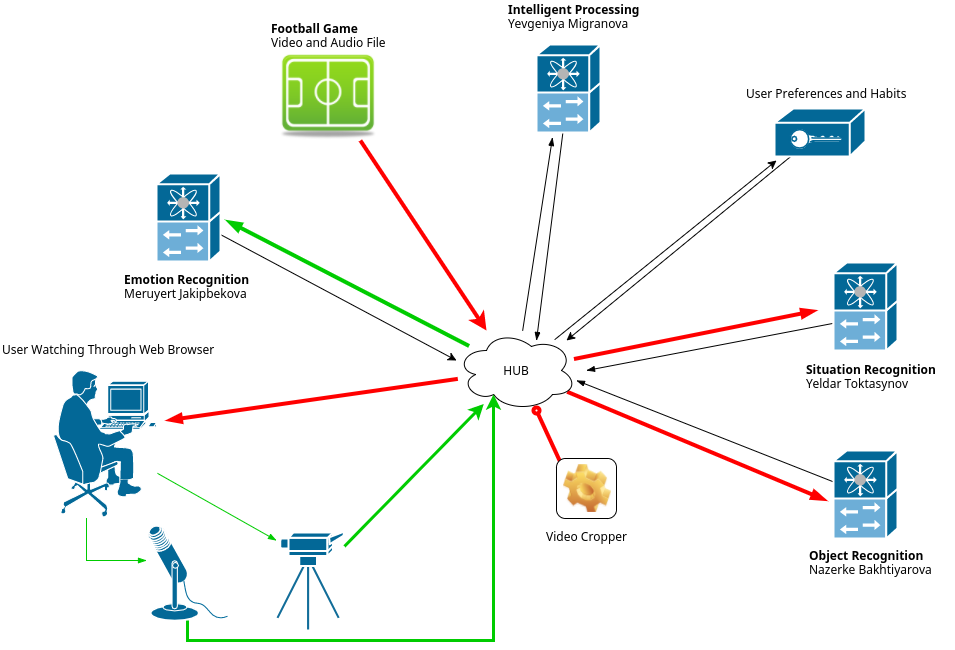 Intelligent Processing
Yevgeniya Migranova
Football Game
Video and Audio File
User Preferences and Habits
Emotion Recognition
Meruyert Jakipbekova
User Watching Through Web Browser
HUB
Situation Recognition
Yeldar Toktasynov
Video Cropper
Object Recognition
Nazerke Bakhtiyarova